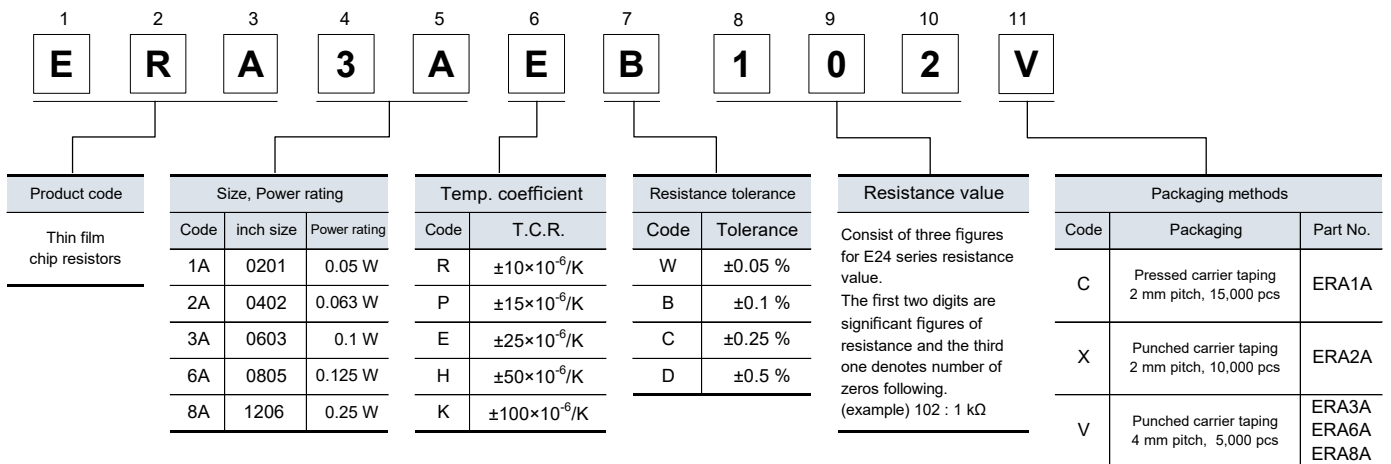 1 2 3 4 5 6 7 8 9 10 11
E R A 3 A E B 1 0 2 V
Product code
Thin film
chip resistors
Size, Power rating
Code inch size Power rating
1A 0201 0.05 W
2A 0402 0.063 W
3A 0603 0.1 W
6A 0805 0.125 W
8A 1206 0.25 W
Temp. coefficient
Code T.C.R.
R ±10×10⁻⁶/K
P ±15×10⁻⁶/K
E ±25×10⁻⁶/K
H ±50×10⁻⁶/K
K ±100×10⁻⁶/K
Resistance tolerance
Code Tolerance
W ±0.05 %
B ±0.1 %
C ±0.25 %
D ±0.5 %
Resistance value
Consist of three figures
for E24 series resistance
value.
The first two digits are
significant figures of
resistance and the third
one denotes number of
zeros following.
(example) 102 : 1 kΩ
Packaging methods
Code Packaging Part No.
C Pressed carrier taping
2 mm pitch, 15,000 pcs ERA1A
X Punched carrier taping
2 mm pitch, 10,000 pcs ERA2A
V Punched carrier taping
4 mm pitch, 5,000 pcs
ERA3A
ERA6A
ERA8A